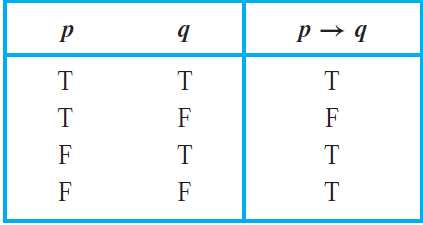 p q p → q
T T T
T F F
F T T
F F T